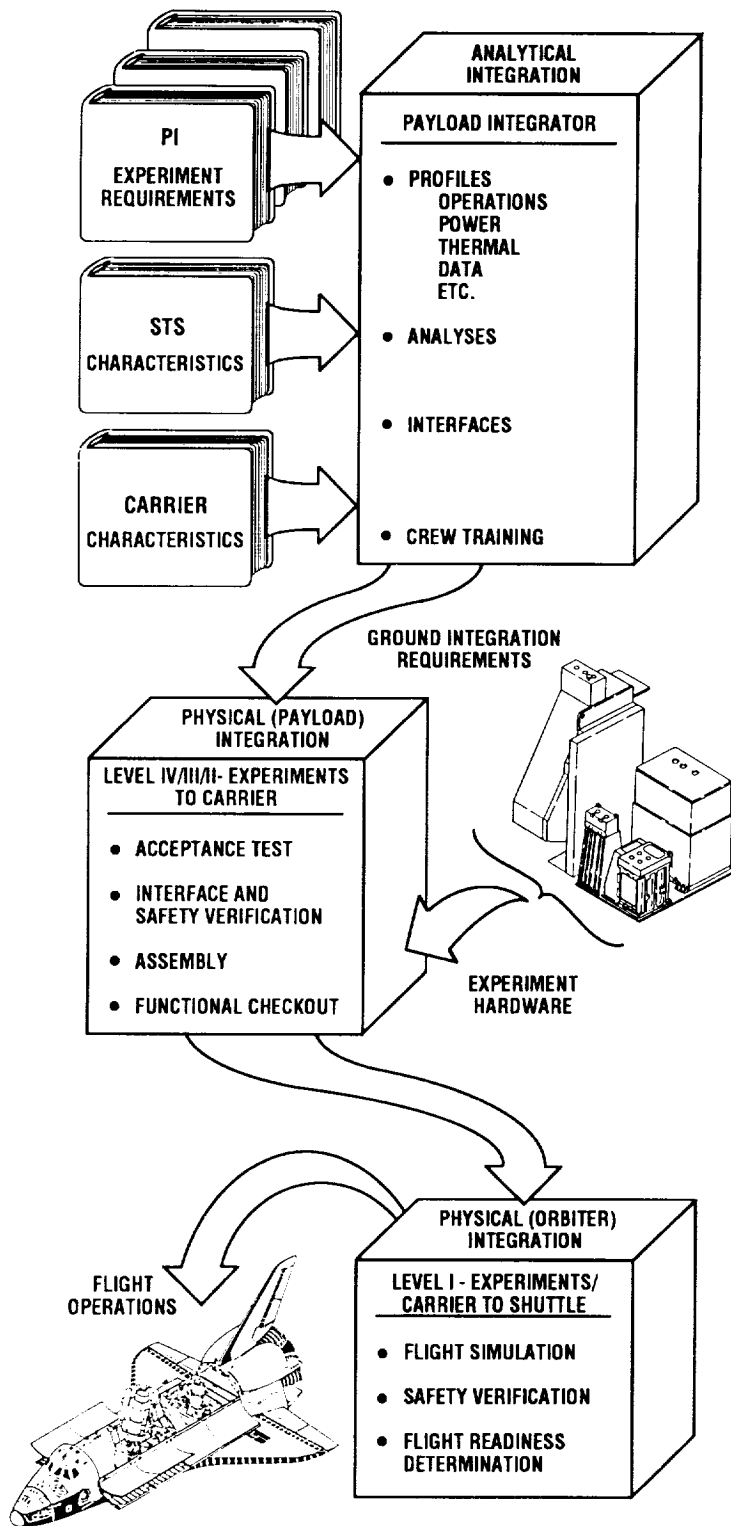 PI
EXPERIMENT
REQUIREMENTS
STS
CHARACTERISTICS
CARRIER
CHARACTERISTICS
ANALYTICAL
INTEGRATION
PAYLOAD INTEGRATOR
• PROFILES
OPERATIONS
POWER
THERMAL
DATA
ETC.
• ANALYSES
• INTERFACES
• CREW TRAINING
GROUND INTEGRATION
REQUIREMENTS
PHYSICAL (PAYLOAD)
INTEGRATION
LEVEL IV/III/II- EXPERIMENTS
TO CARRIER
• ACCEPTANCE TEST
• INTERFACE AND
SAFETY VERIFICATION
• ASSEMBLY
• FUNCTIONAL CHECKOUT
EXPERIMENT
HARDWARE
PHYSICAL (ORBITER)
INTEGRATION
LEVEL I - EXPERIMENTS/
CARRIER TO SHUTTLE
• FLIGHT SIMULATION
• SAFETY VERIFICATION
• FLIGHT READINESS
DETERMINATION
FLIGHT
OPERATIONS